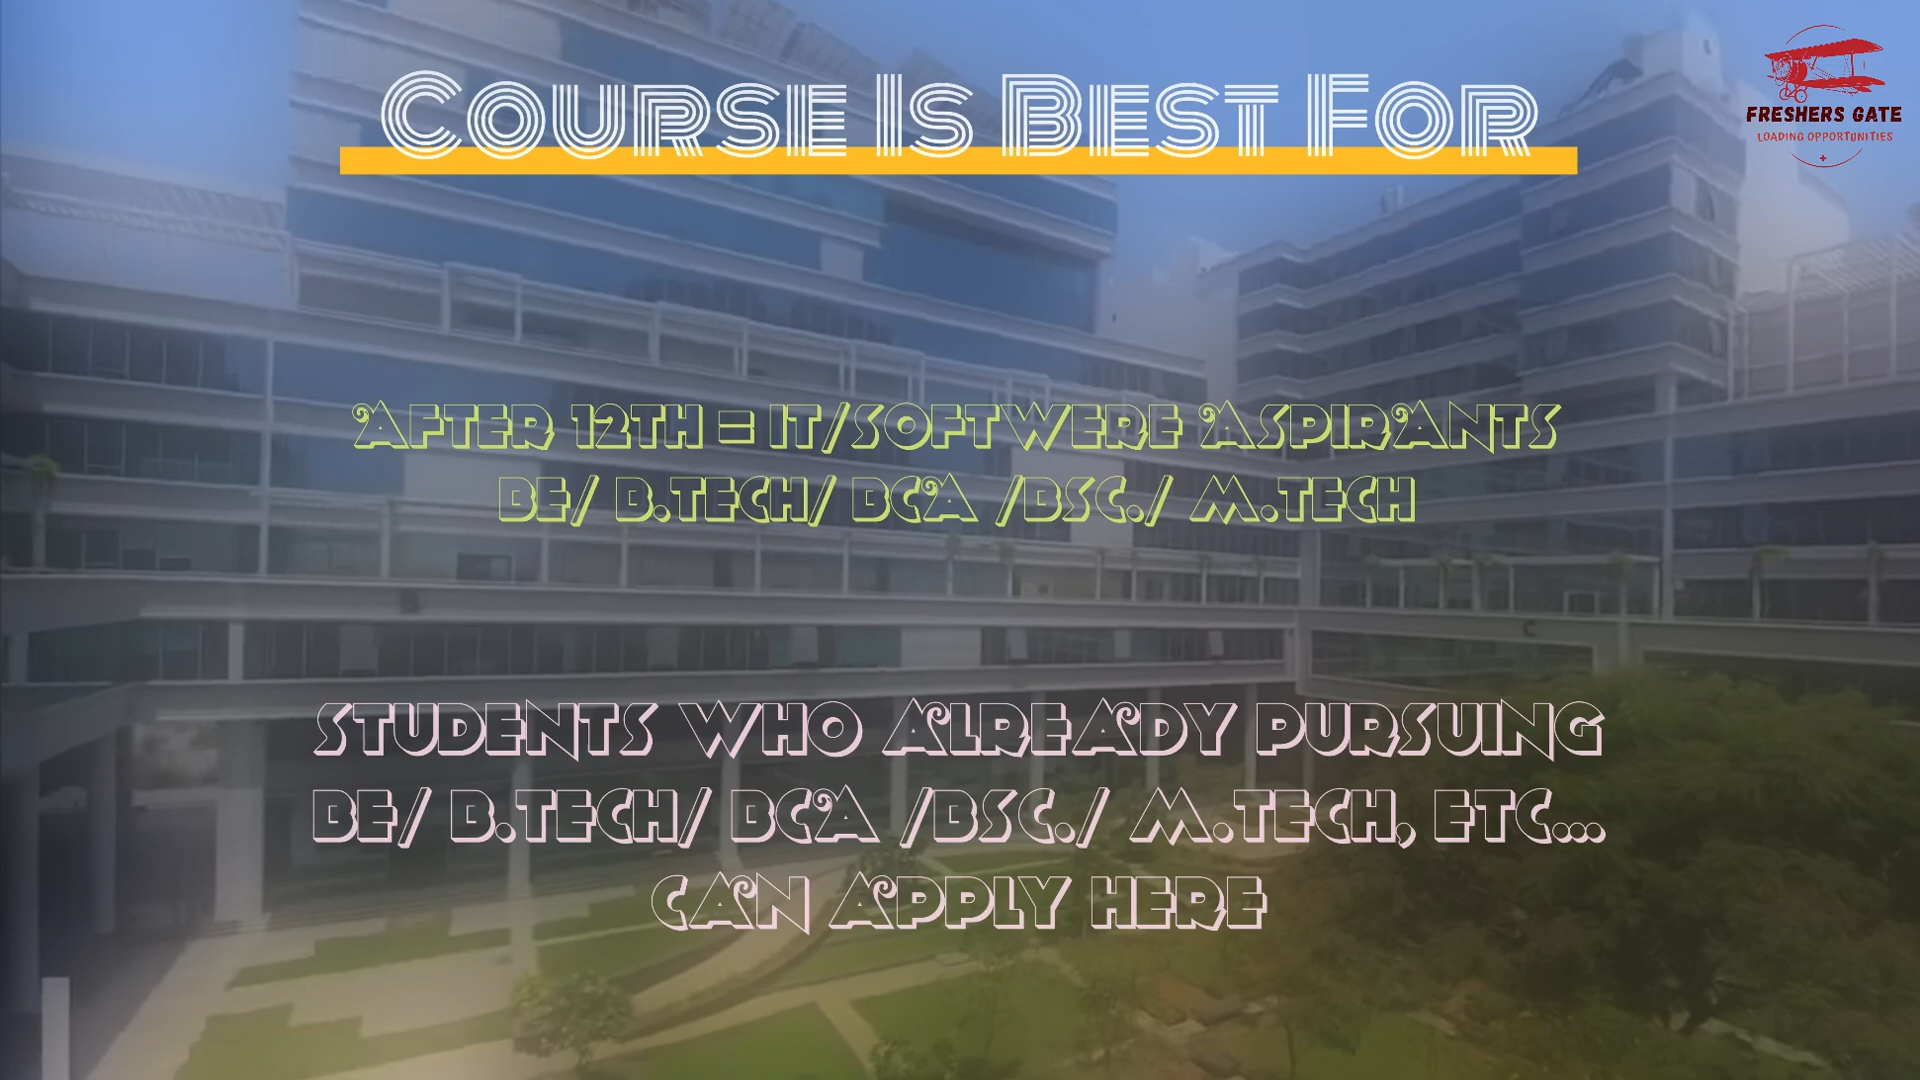 Course Is Best For
FRESHERS GATE
LOADING OPPORTUNITIES
AFTER 12TH = IT/SOFTWERE ASPIRANTS
BE/ B.TECH/ BCA /BSC./ M.TECH
STUDENTS WHO ALREADY PURSUING
BE/ B.TECH/ BCA /BSC./ M.TECH, ETC...
CAN APPLY HERE